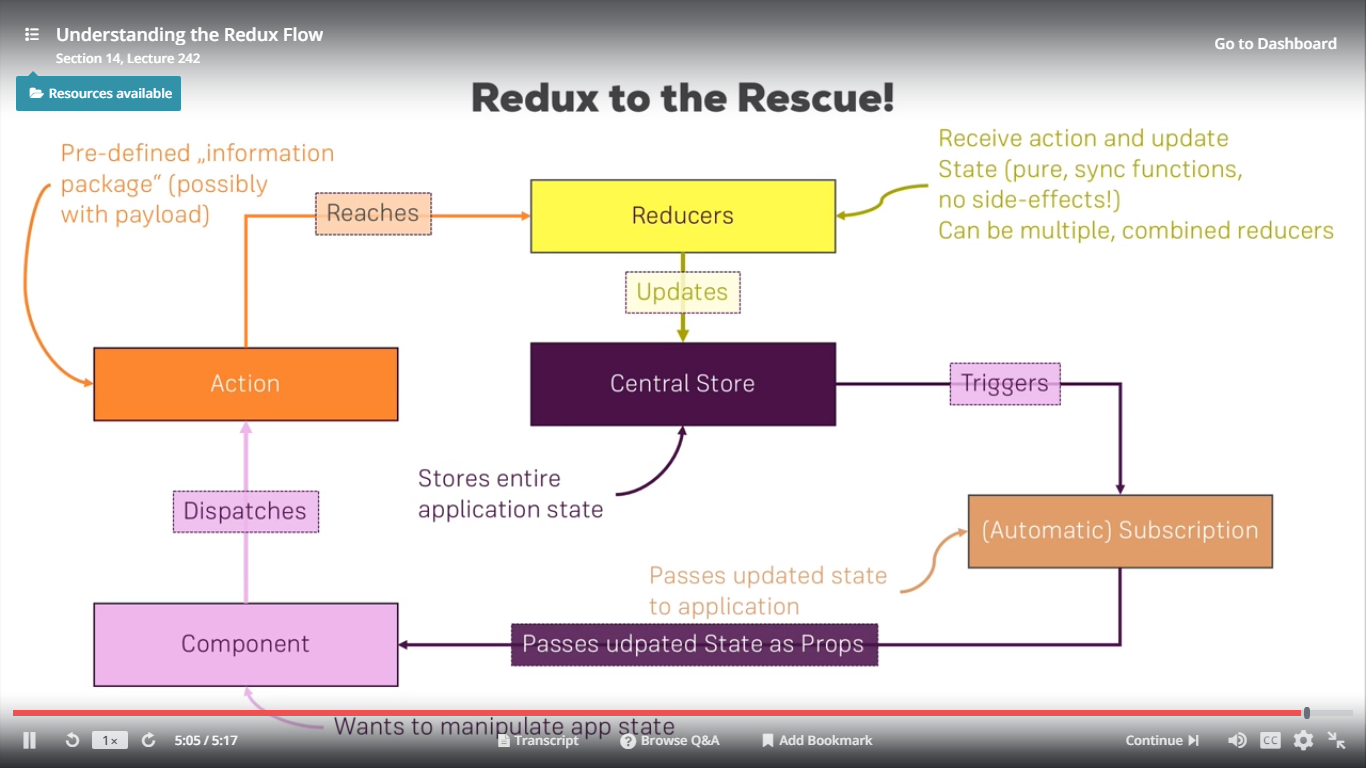 Understanding the Redux Flow
Section 14, Lecture 242
Go to Dashboard
Resources available
Redux to the Rescue!
Pre-defined „information
package“ (possibly
with payload)
Reaches
Reducers
Receive action and update
State (pure, sync functions,
no side-effects!)
Can be multiple, combined reducers
Updates
Action
Central Store
Triggers
Stores entire
application state
Dispatches
(Automatic) Subscription
Passes updated state
to application
Component
Passes udpated State as Props
Wants to manipulate app state
1×
5:05 / 5:17
Transcript
Browse Q&A
Add Bookmark
Continue
CC